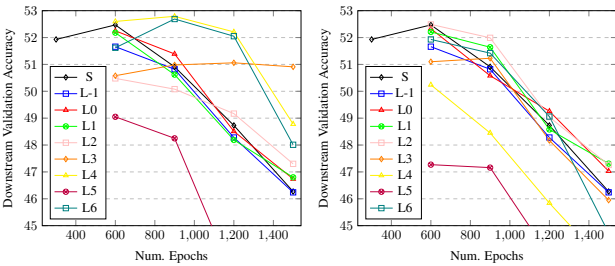 53
52
51
50
49
48
47
46
45
Downstream Validation Accuracy
S
L-1
L0
L1
L2
L3
L4
L5
L6
400 600 800 1,000 1,200 1,400
Num. Epochs
53
52
51
50
49
48
47
46
45
Downstream Validation Accuracy
S
L-1
L0
L1
L2
L3
L4
L5
L6
400 600 800 1,000 1,200 1,400
Num. Epochs